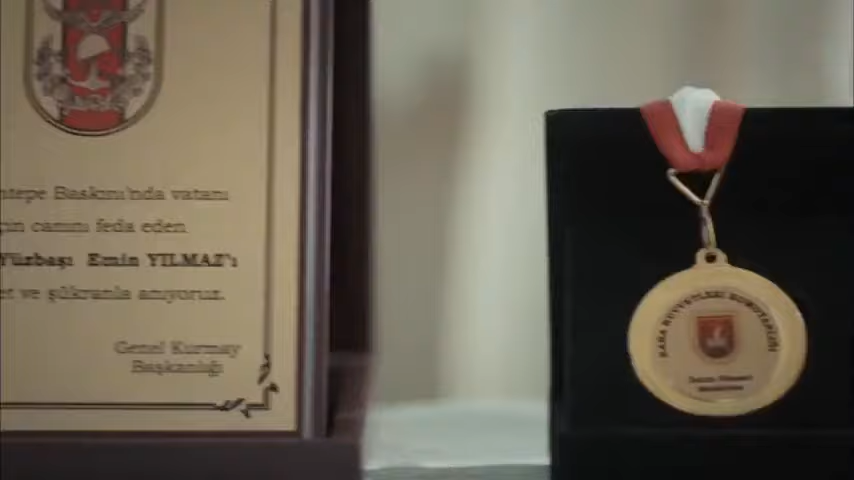 ntepe Baskını'nda vatanı
çin canını feda eden
Yüzbaşı Emin YILMAZ'ı
et ve şükranla anıyoruz.
Genel Kurmay
Başkanlığı
KARA KUVVETLERİ KOMUTANLIĞI